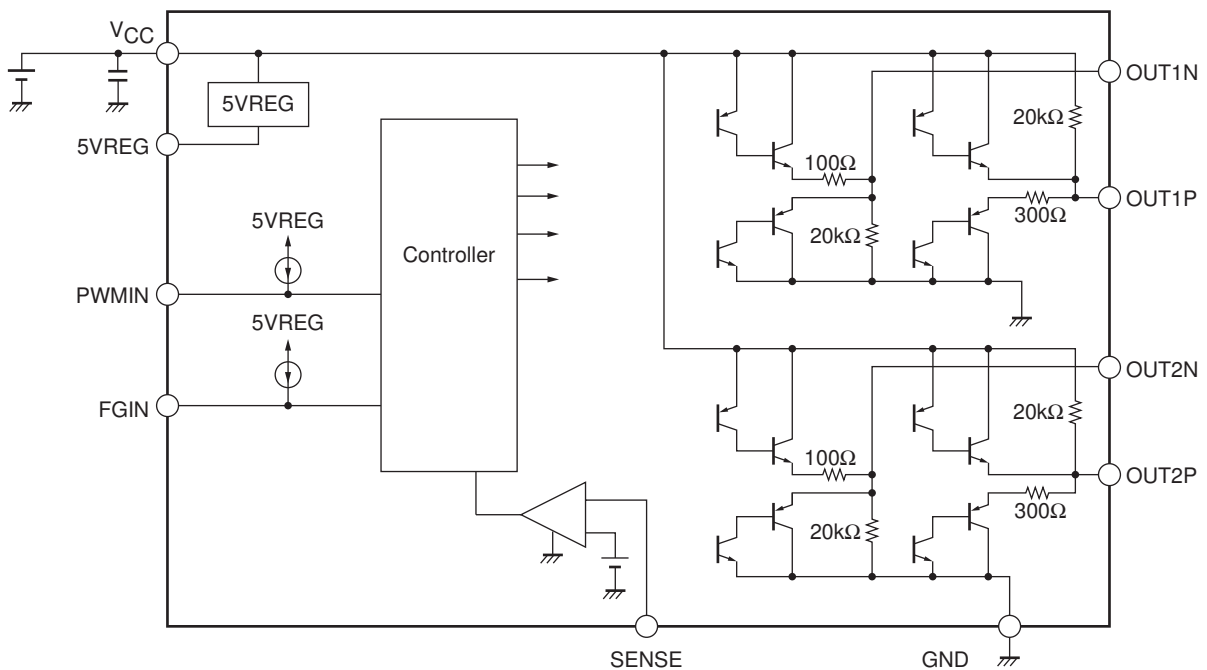 VCC
OUT1N
5VREG
20kΩ
5VREG
100Ω
5VREG
OUT1P
300Ω
20kΩ
Controller
PWMIN
5VREG
OUT2N
FGIN
20kΩ
100Ω
OUT2P
300Ω
20kΩ
SENSE
GND